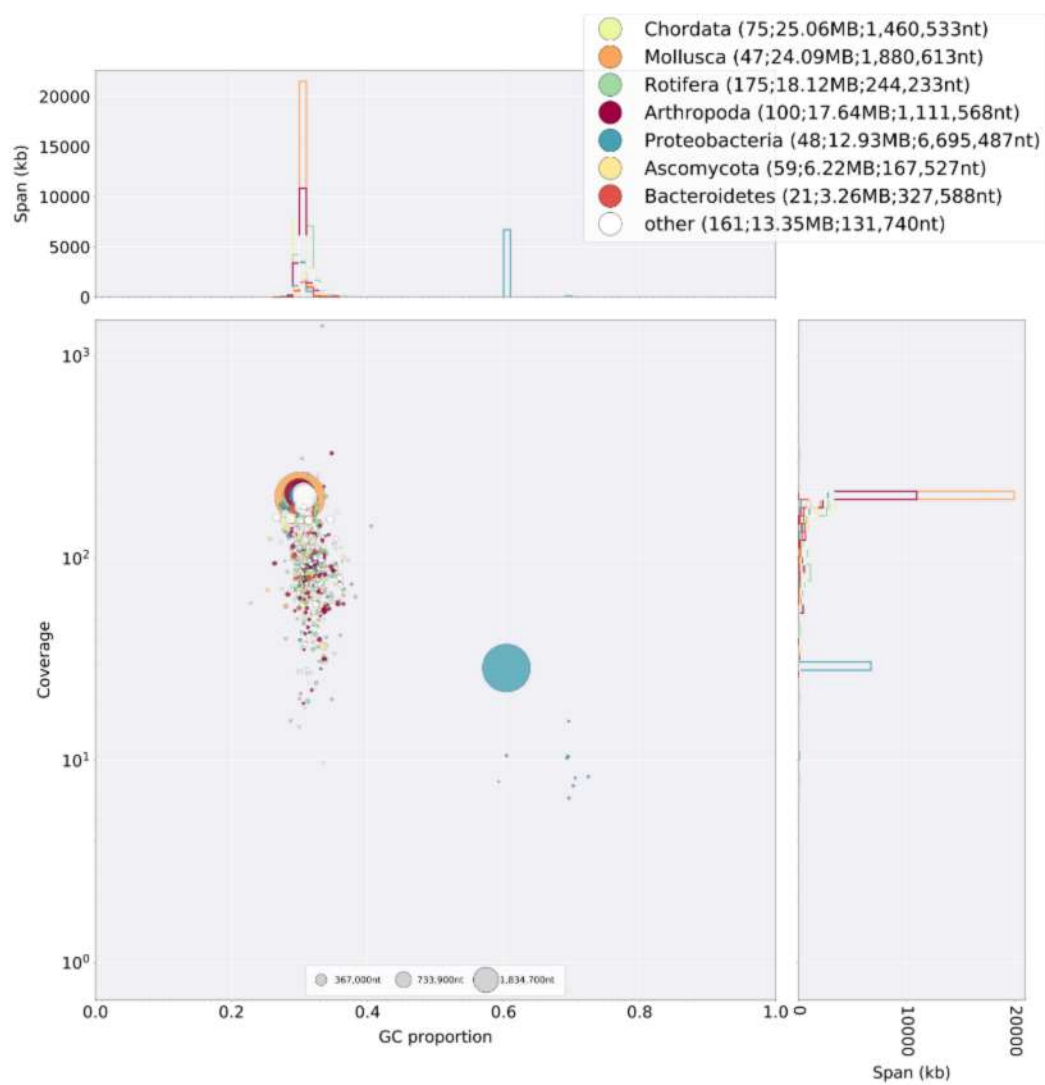 Chordata (75;25.06MB;1,460,533nt)
Mollusca (47;24.09MB;1,880,613nt)
Rotifera (175;18.12MB;244,233nt)
Arthropoda (100;17.64MB;1,111,568nt)
Proteobacteria (48;12.93MB;6,695,487nt)
Ascomycota (59;6.22MB;167,527nt)
Bacteroidetes (21;3.26MB;327,588nt)
other (161;13.35MB;131,740nt)
20000
15000
10000
5000
0
Span (kb)
10³
10²
10¹
10⁰
Coverage
367,000nt
733,900nt
1,834,700nt
0.0
0.2
0.4
0.6
0.8
1.0
GC proportion
0
10000
20000
Span (kb)